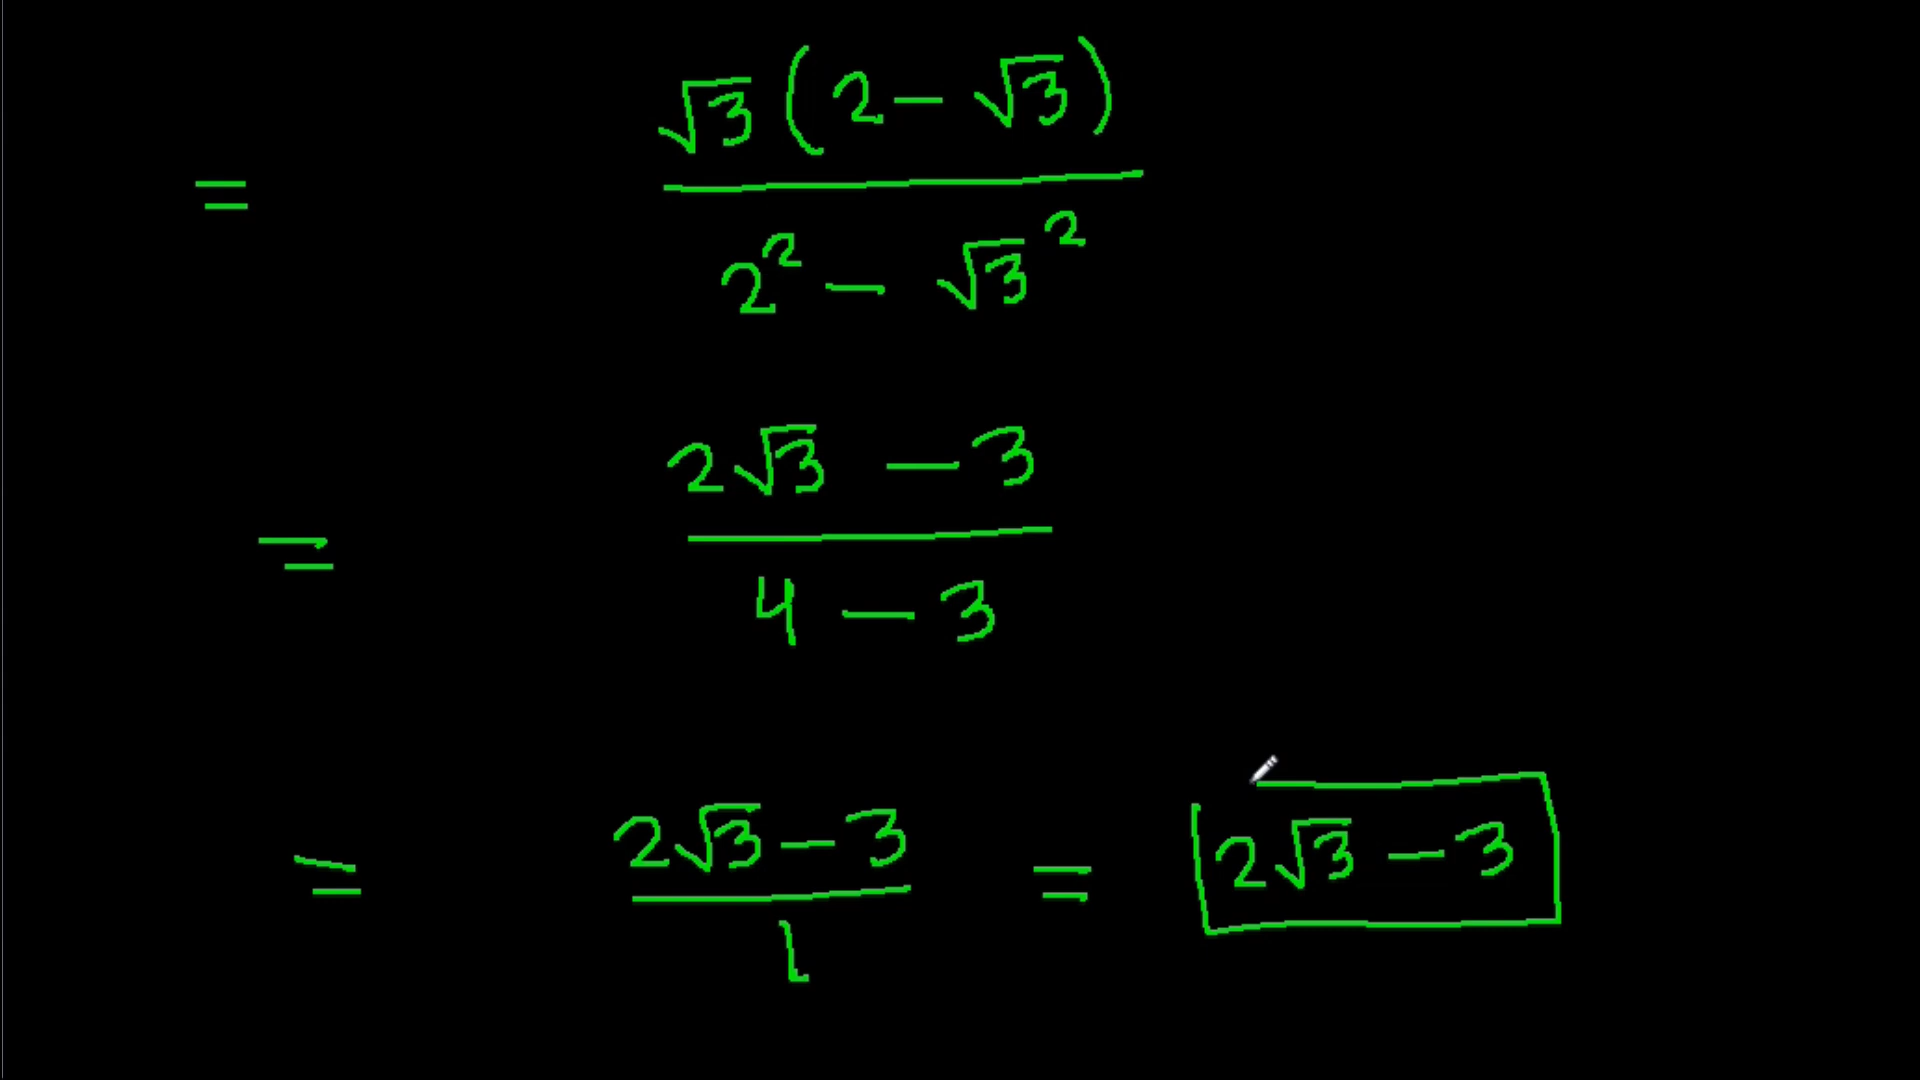 √3 (2 - √3)
=
2² - √3²
2√3 - 3
=
4 - 3
2√3 - 3
= = 2√3 - 3
1